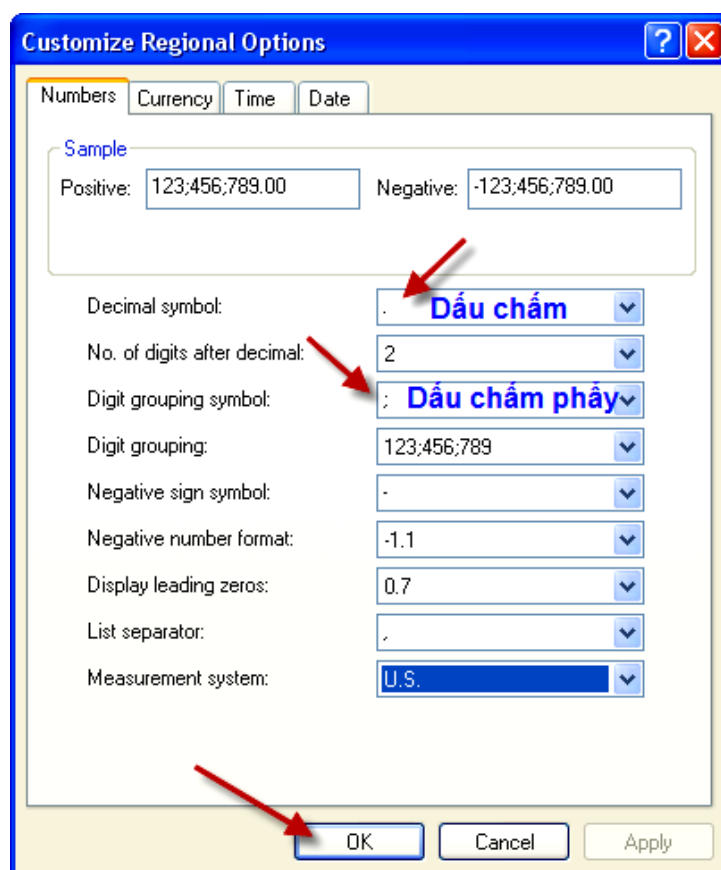 Customize Regional Options
Numbers Currency Time Date
Sample
Positive: 123;456;789.00 Negative: -123;456;789.00
Decimal symbol: . Dấu chấm
No. of digits after decimal: 2
Digit grouping symbol: ; Dấu chấm phẩy
Digit grouping: 123;456;789
Negative sign symbol: -
Negative number format: -1.1
Display leading zeros: 0.7
List separator: ,
Measurement system: U.S.
OK Cancel Apply